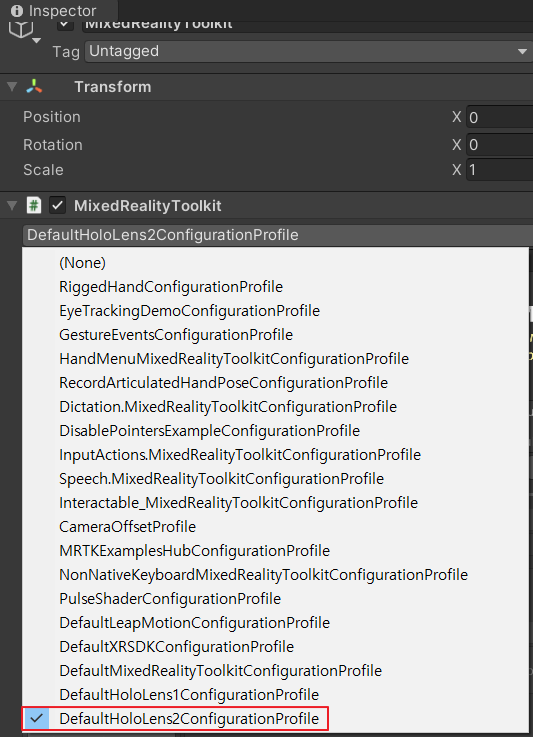 Inspector
MixedRealityToolkit
Tag Untagged
Transform
Position X 0
Rotation X 0
Scale X 1
# MixedRealityToolkit
DefaultHoloLens2ConfigurationProfile
(None)
RiggedHandConfigurationProfile
EyeTrackingDemoConfigurationProfile
GestureEventsConfigurationProfile
HandMenuMixedRealityToolkitConfigurationProfile
RecordArticulatedHandPoseConfigurationProfile
Dictation.MixedRealityToolkitConfigurationProfile
DisablePointersExampleConfigurationProfile
InputActions.MixedRealityToolkitConfigurationProfile
Speech.MixedRealityToolkitConfigurationProfile
Interactable_MixedRealityToolkitConfigurationProfile
CameraOffsetProfile
MRTKExamplesHubConfigurationProfile
NonNativeKeyboardMixedRealityToolkitConfigurationProfile
PulseShaderConfigurationProfile
DefaultLeapMotionConfigurationProfile
DefaultXRSDKConfigurationProfile
DefaultMixedRealityToolkitConfigurationProfile
DefaultHoloLens1ConfigurationProfile
DefaultHoloLens2ConfigurationProfile